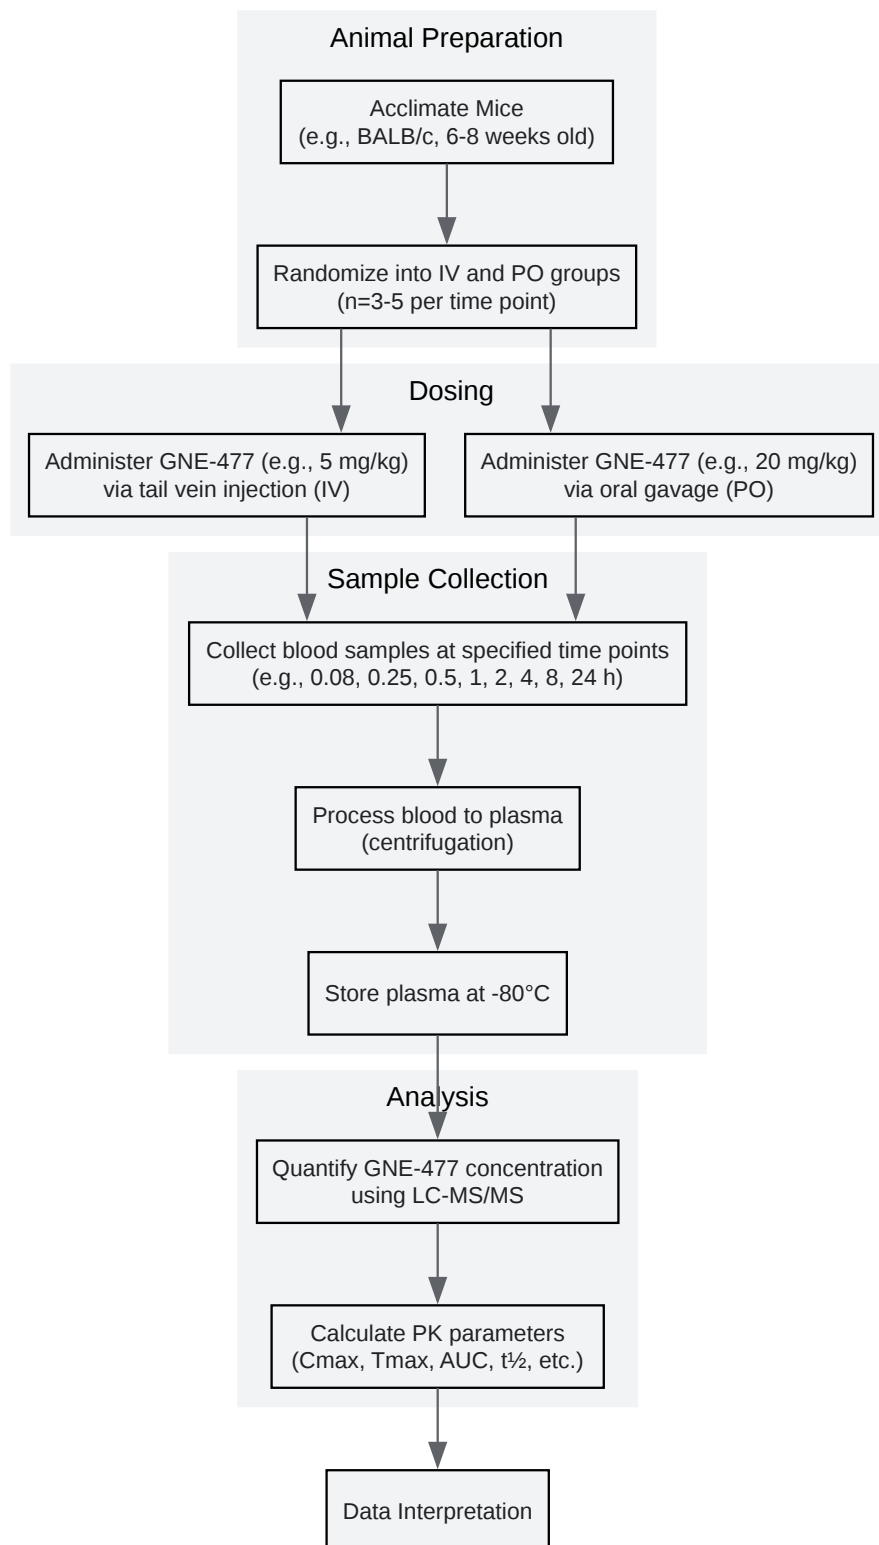 Animal Preparation
Acclimate Mice
(e.g., BALB/c, 6-8 weeks old)
Randomize into IV and PO groups
(n=3-5 per time point)
Dosing
Administer GNE-477 (e.g., 5 mg/kg)
via tail vein injection (IV)
Administer GNE-477 (e.g., 20 mg/kg)
via oral gavage (PO)
Sample Collection
Collect blood samples at specified time points
(e.g., 0.08, 0.25, 0.5, 1, 2, 4, 8, 24 h)
Process blood to plasma
(centrifugation)
Store plasma at -80°C
Analysis
Quantify GNE-477 concentration
using LC-MS/MS
Calculate PK parameters
(Cmax, Tmax, AUC, t½, etc.)
Data Interpretation